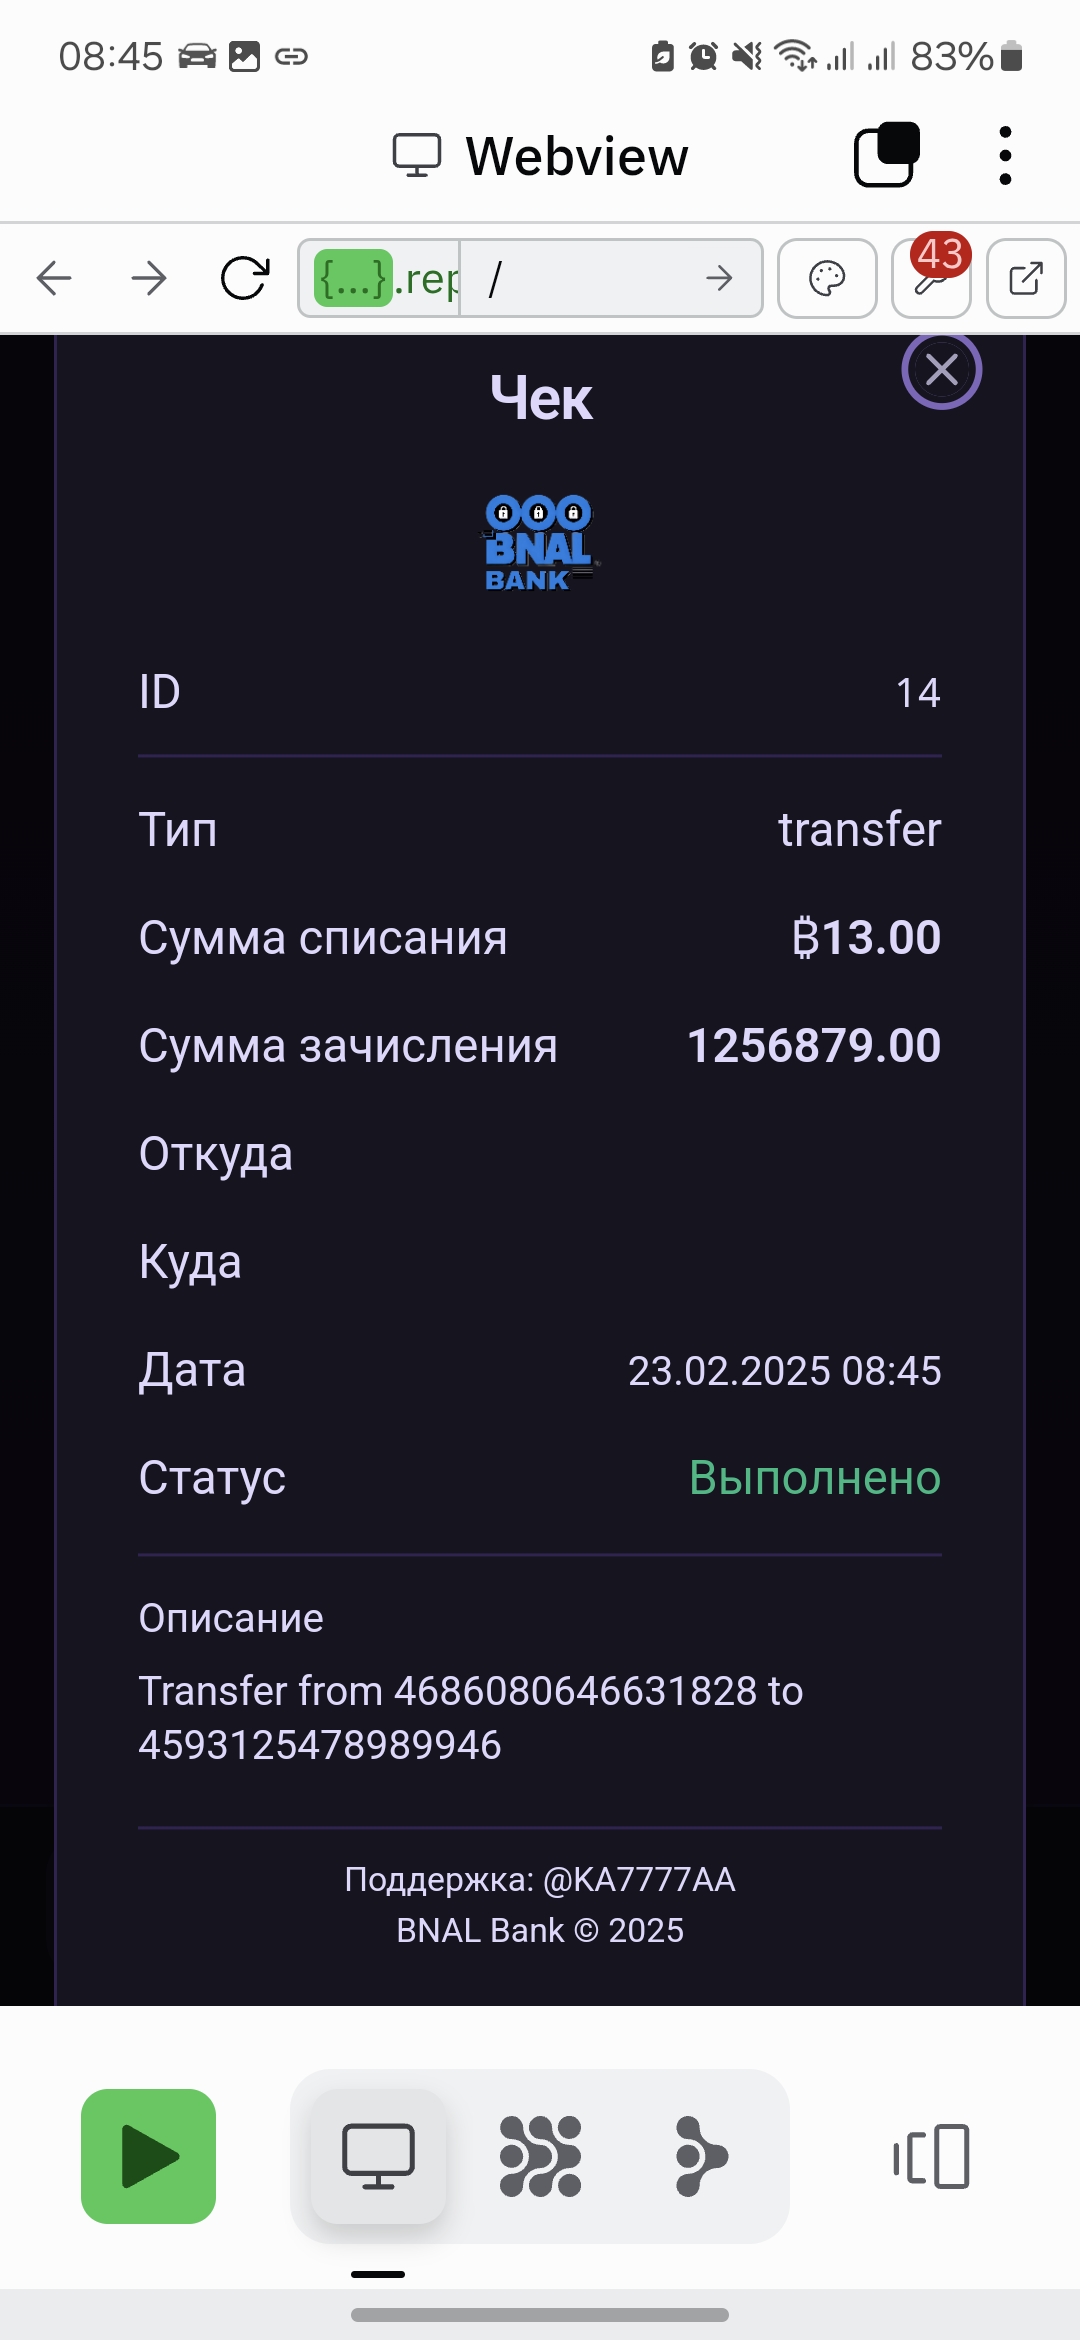 08:45
83%
Webview
{...}.rep
/
43
Чек
BNAL
BANK
ID
14
Тип
transfer
Сумма списания
₿13.00
Сумма зачисления
1256879.00
Откуда
Куда
Дата
23.02.2025 08:45
Статус
Выполнено
Описание
Transfer from 4686080646631828 to
4593125478989946
Поддержка: @KA7777AA
BNAL Bank © 2025